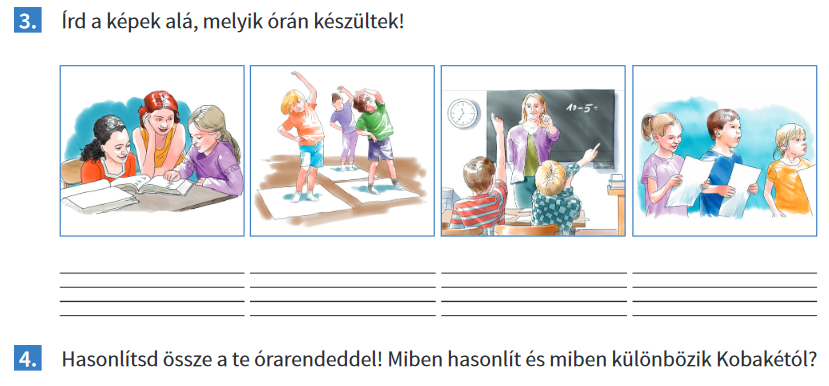 3. Írd a képek alá, melyik órán készültek!
10-5=
4. Hasonlítsd össze a te órarendeddel! Miben hasonlít és miben különbözik Kobakétól?